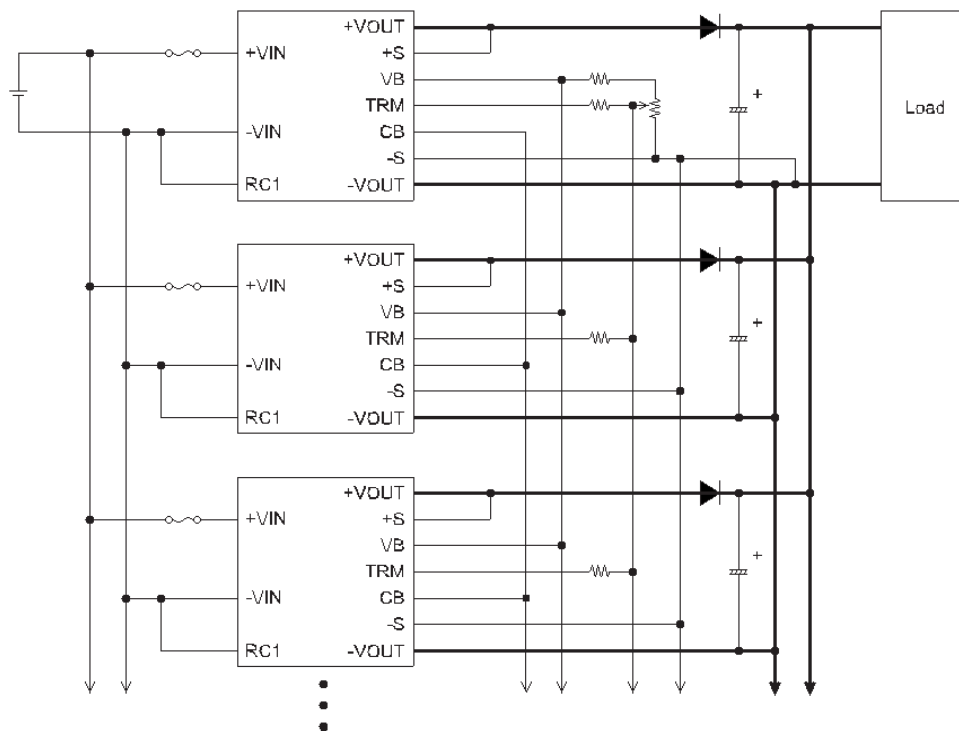 +VOUT
+VIN
+S
VB
TRM
CB
-VIN
-S
RC1
-VOUT
+
Load
+VOUT
+VIN
+S
VB
TRM
CB
-VIN
-S
RC1
-VOUT
+
+VOUT
+VIN
+S
VB
TRM
CB
-VIN
-S
RC1
-VOUT
+